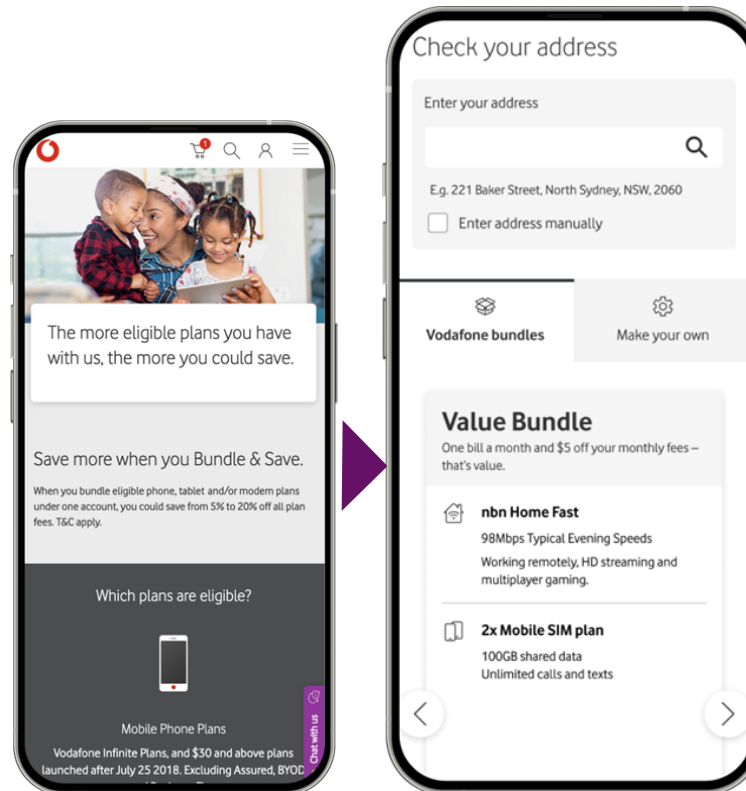 1
The more eligible plans you have
with us, the more you could save.
Save more when you Bundle & Save.
When you bundle eligible phone, tablet and/or modem plans
under one account, you could save from 5% to 20% off all plan
fees. T&C apply.
Which plans are eligible?
Chat with us
Mobile Phone Plans
Vodafone Infinite Plans, and $30 and above plans
launched after July 25 2018. Excluding Assured, BYOD
Check your address
Enter your address
E.g. 221 Baker Street, North Sydney, NSW, 2060
Enter address manually
Vodafone bundles
Make your own
Value Bundle
One bill a month and $5 off your monthly fees –
that's value.
nbn Home Fast
98Mbps Typical Evening Speeds
Working remotely, HD streaming and
multiplayer gaming.
2x Mobile SIM plan
100GB shared data
Unlimited calls and texts